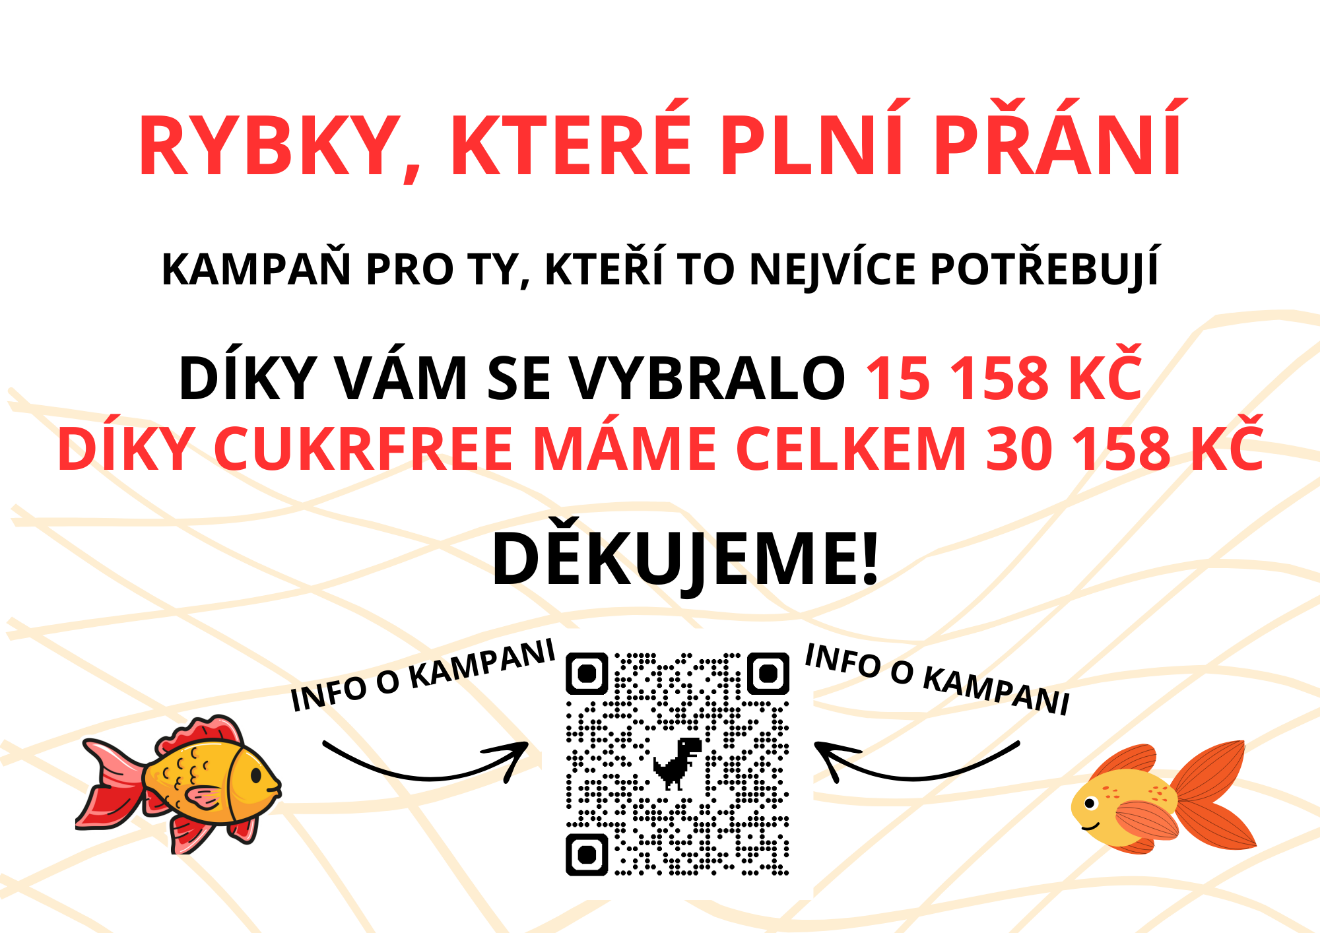 RYBKY, KTERÉ PLNÍ PŘÁNÍ
KAMPAŇ PRO TY, KTEŘÍ TO NEJVÍCE POTŘEBUJÍ
DÍKY VÁM SE VYBRALO 15 158 KČ
DÍKY CUKRFREE MÁME CELKEM 30 158 KČ
DĚKUJEME!
INFO O KAMPANI
INFO O KAMPANI